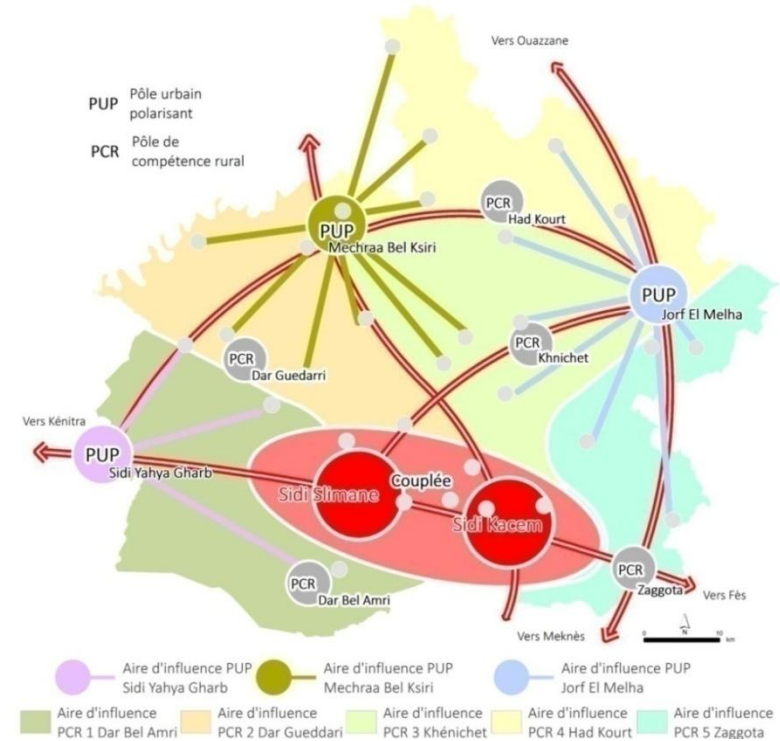 Vers Ouazzane
PUP Pôle urbain
polarisant
PCR Pôle de
compétence rural
PCR
Had Kourt
PUP
Mechraa Bel Ksiri
PUP
Jorf El Melha
PCR
Khnichet
PCR
Dar Guedarri
Vers Kénitra
PUP
Sidi Yahya Gharb
Couplée
Sidi Slimane
Sidi Kacem
PCR
Dar Bel Amri
PCR
Zaggota
Vers Fès
Vers Meknès
N
0 10
km
Aire d'influence PUP
Sidi Yahya Gharb
Aire d'influence PUP
Mechraa Bel Ksiri
Aire d'influence PUP
Jorf El Melha
Aire d'influence
PCR 1 Dar Bel Amri
Aire d'influence
PCR 2 Dar Gueddari
Aire d'influence
PCR 3 Khénichet
Aire d'influence
PCR 4 Had Kourt
Aire d'influence
PCR 5 Zaggota